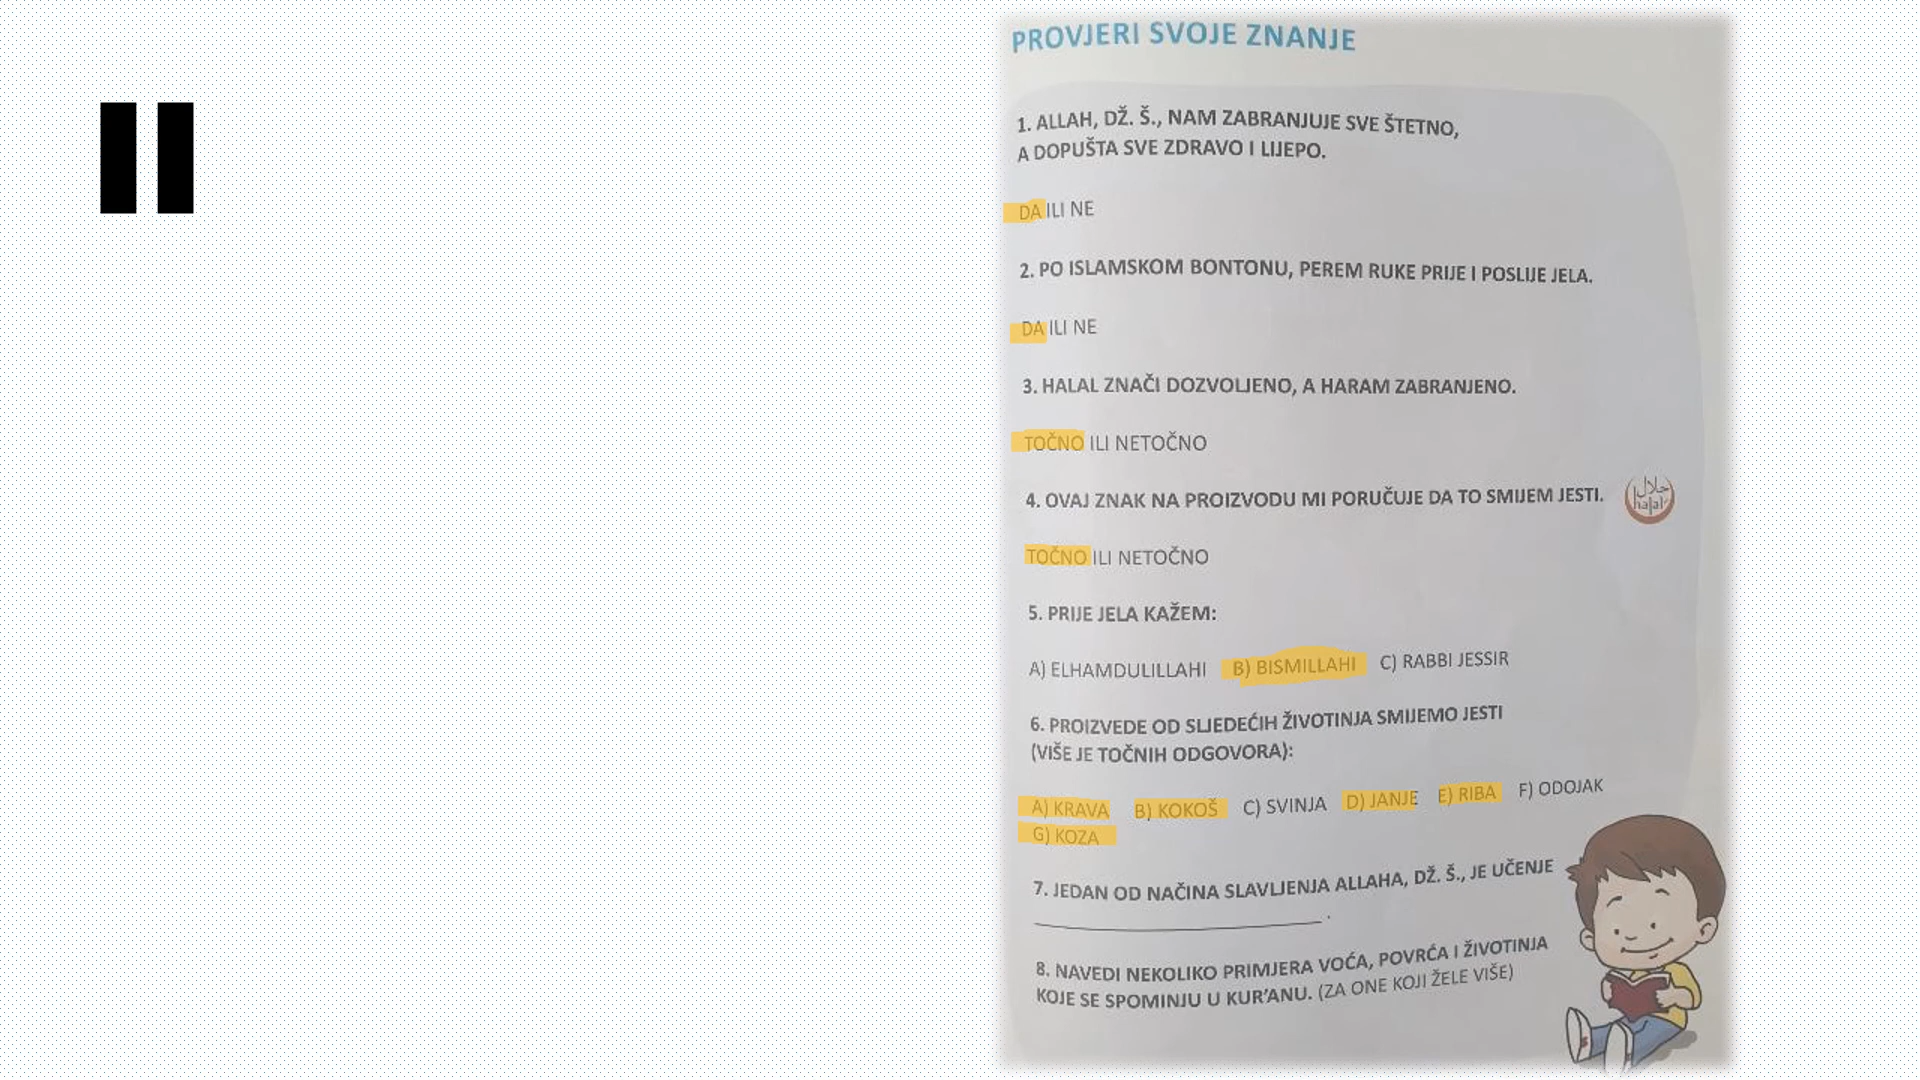 II
PROVJERI SVOJE ZNANJE
1. ALLAH, DŽ. Š., NAM ZABRANJUJE SVE ŠTETNO,
A DOPUŠTA SVE ZDRAVO I LIJEPO.
DA ILI NE
2. PO ISLAMSKOM BONTONU, PEREM RUKE PRIJE I POSLIJE JELA.
DA ILI NE
3. HALAL ZNAČI DOZVOLJENO, A HARAM ZABRANJENO.
TOČNO ILI NETOČNO
4. OVAJ ZNAK NA PROIZVODU MI PORUČUJE DA TO SMIJEM JESTI.
حلال
halal
TOČNO ILI NETOČNO
5. PRIJE JELA KAŽEM:
A) ELHAMDULILLAHI B) BISMILLAHI C) RABBI JESSIR
6. PROIZVEDE OD SLJEDEĆIH ŽIVOTINJA SMIJEMO JESTI
(VIŠE JE TOČNIH ODGOVORA):
A) KRAVA B) KOKOŠ C) SVINJA D) JANJE E) RIBA F) ODOJAK
G) KOZA
7. JEDAN OD NAČINA SLAVLJENJA ALLAHA, DŽ. Š., JE UČENJE
____________________.
8. NAVEDI NEKOLIKO PRIMJERA VOĆA, POVRĆA I ŽIVOTINJA
KOJE SE SPOMINJU U KUR'ANU. (ZA ONE KOJI ŽELE VIŠE)